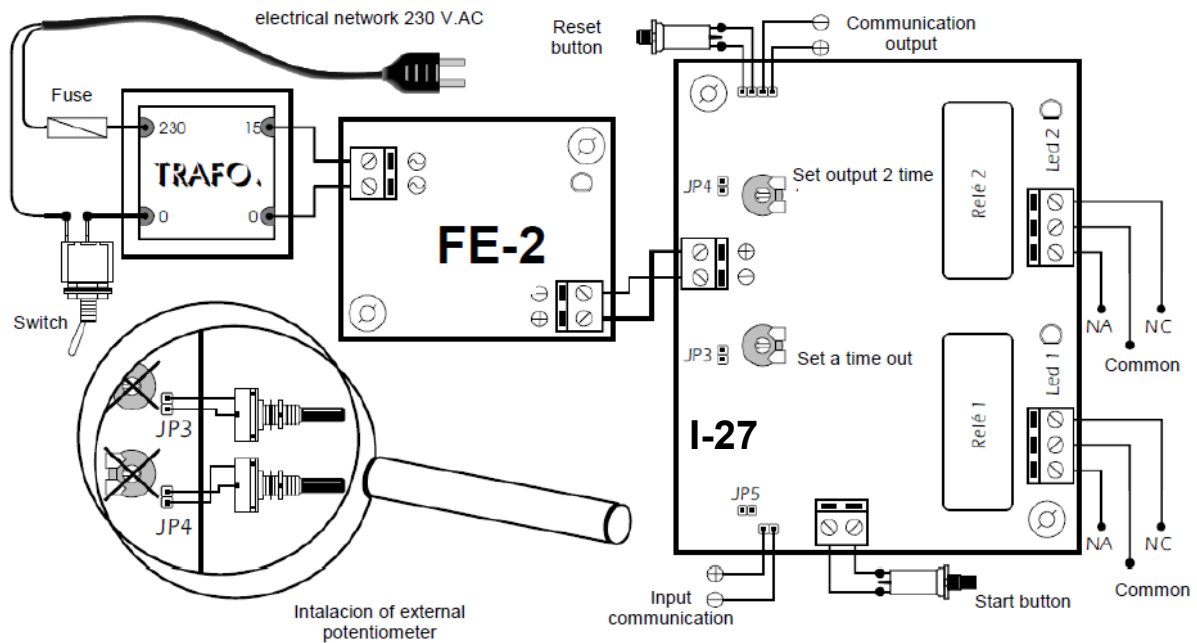 electrical network 230 V.AC
Fuse
230
15
TRAFO.
0
0
Switch
FE-2
Reset
button
Communication
output
JP4
Set output 2 time
Relé 2
Led 2
NA
NC
Common
JP3
Set a time out
Relé 1
Led 1
I-27
NA
NC
Common
JP5
Input
communication
Start button
JP3
JP4
Intalacion of external
potentiometer